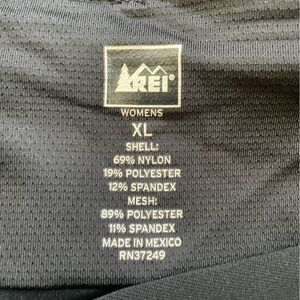 REI®
WOMENS
XL
SHELL:
69% NYLON
19% POLYESTER
12% SPANDEX
MESH:
89% POLYESTER
11% SPANDEX
MADE IN MEXICO
RN37249